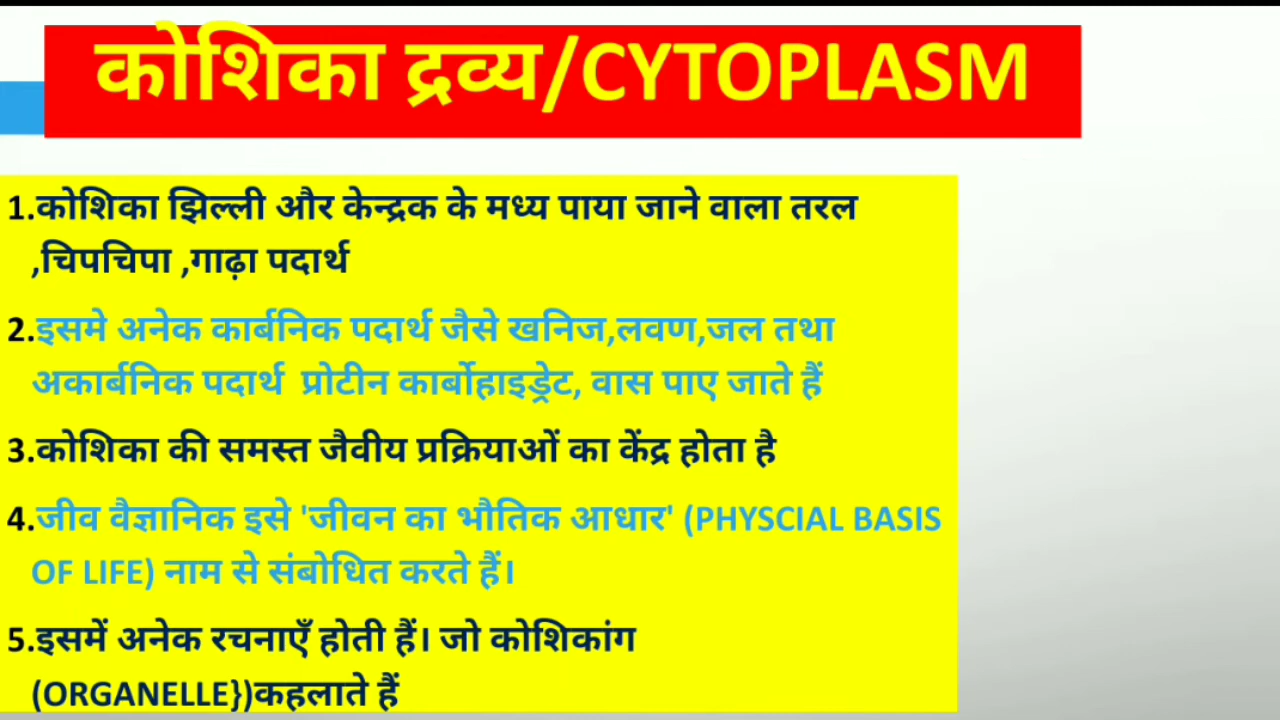 कोशिका द्रव्य/CYTOPLASM
1.कोशिका झिल्ली और केन्द्रक के मध्य पाया जाने वाला तरल
,चिपचिपा ,गाढ़ा पदार्थ
2.इसमे अनेक कार्बनिक पदार्थ जैसे खनिज,लवण,जल तथा
अकार्बनिक पदार्थ प्रोटीन कार्बोहाइड्रेट, वास पाए जाते हैं
3.कोशिका की समस्त जैवीय प्रक्रियाओं का केंद्र होता है
4.जीव वैज्ञानिक इसे 'जीवन का भौतिक आधार' (PHYSCIAL BASIS
OF LIFE) नाम से संबोधित करते हैं।
5.इसमें अनेक रचनाएँ होती हैं। जो कोशिकांग
(ORGANELLE})कहलाते हैं